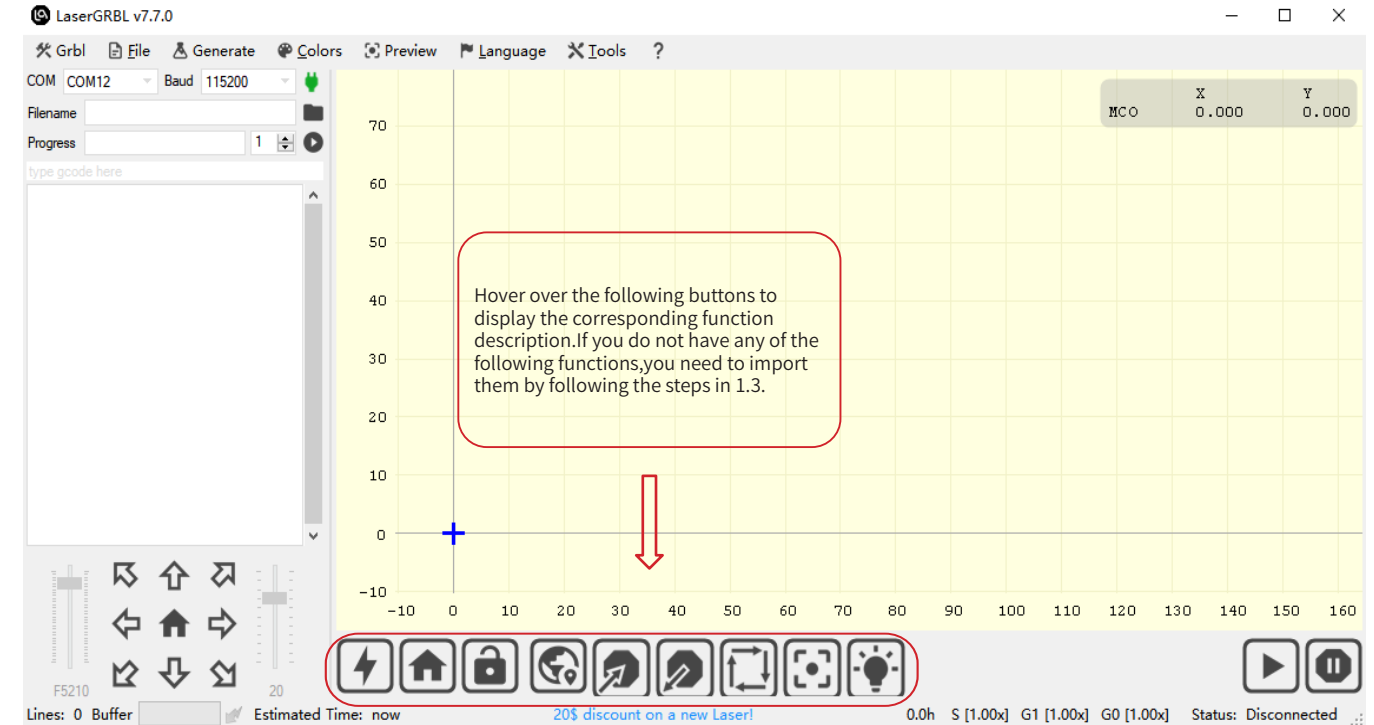 LaserGRBL v7.7.0
Grbl File Generate Colors Preview Language Tools ?
COM COM12 Baud 115200
Filename
Progress 1
type gcode here
X Y
MCO 0.000 0.000
70
60
50
40
30
20
10
0
-10
-10 0 10 20 30 40 50 60 70 80 90 100 110 120 130 140 150 160
Hover over the following buttons to
display the corresponding function
description.If you do not have any of the
following functions,you need to import
them by following the steps in 1.3.
F5210 20
Lines: 0 Buffer Estimated Time: now 20$ discount on a new Laser! 0.0h S [1.00x] G1 [1.00x] G0 [1.00x] Status: Disconnected